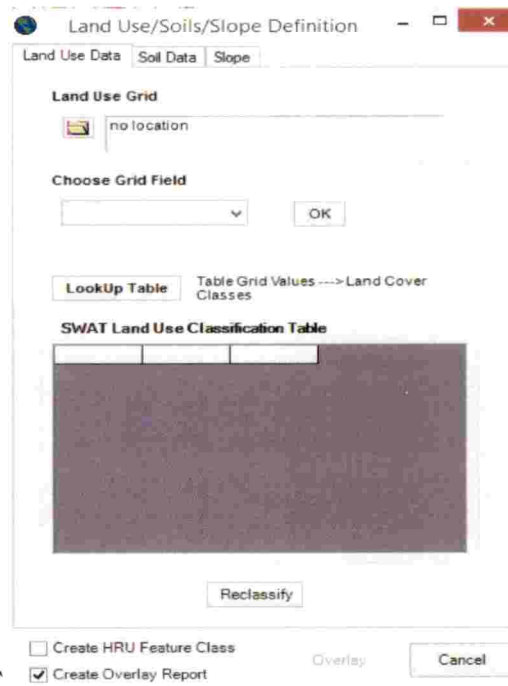 Land Use/Soils/Slope Definition
Land Use Data Soil Data Slope
Land Use Grid
no location
Choose Grid Field
OK
LookUp Table
Table Grid Values --->Land Cover
Classes
SWAT Land Use Classification Table
Reclassify
Create HRU Feature Class
Create Overlay Report
Overlay
Cancel